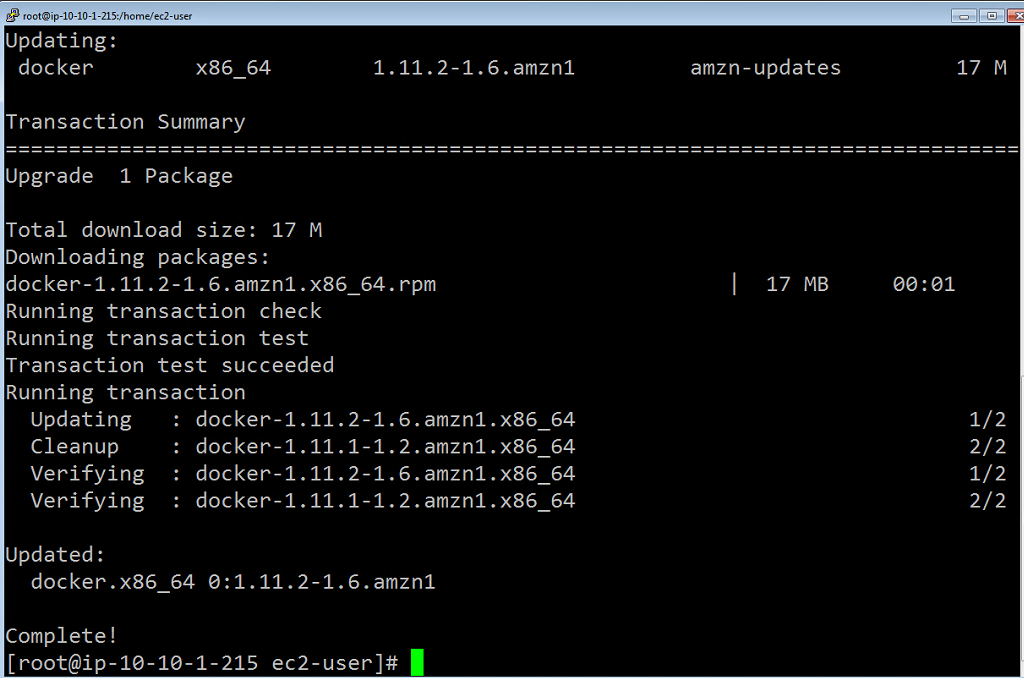 root@ip-10-10-1-215:/home/ec2-user
Updating:
 docker        x86_64        1.11.2-1.6.amzn1         amzn-updates         17 M

Transaction Summary
================================================================================
Upgrade  1 Package

Total download size: 17 M
Downloading packages:
docker-1.11.2-1.6.amzn1.x86_64.rpm                       |  17 MB     00:01
Running transaction check
Running transaction test
Transaction test succeeded
Running transaction
  Updating   : docker-1.11.2-1.6.amzn1.x86_64                               1/2
  Cleanup    : docker-1.11.1-1.2.amzn1.x86_64                               2/2
  Verifying  : docker-1.11.2-1.6.amzn1.x86_64                               1/2
  Verifying  : docker-1.11.1-1.2.amzn1.x86_64                               2/2

Updated:
  docker.x86_64 0:1.11.2-1.6.amzn1

Complete!
[root@ip-10-10-1-215 ec2-user]#